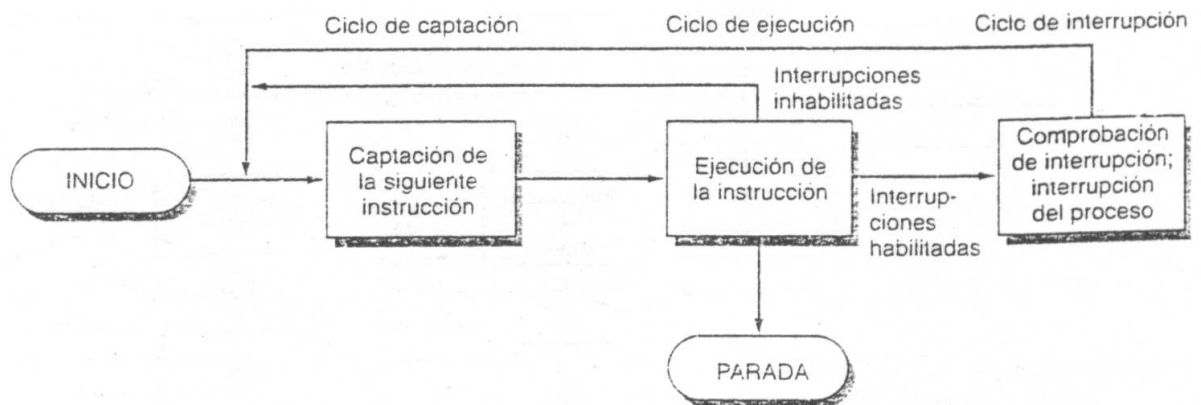 Ciclo de captación
Ciclo de ejecución
Ciclo de interrupción
Interrupciones
inhabilitadas
INICIO
Captación de
la siguiente
instrucción
Ejecución de
la instrucción
Interrup-
ciones
habilitadas
Comprobación
de interrupción;
interrupción
del proceso
PARADA